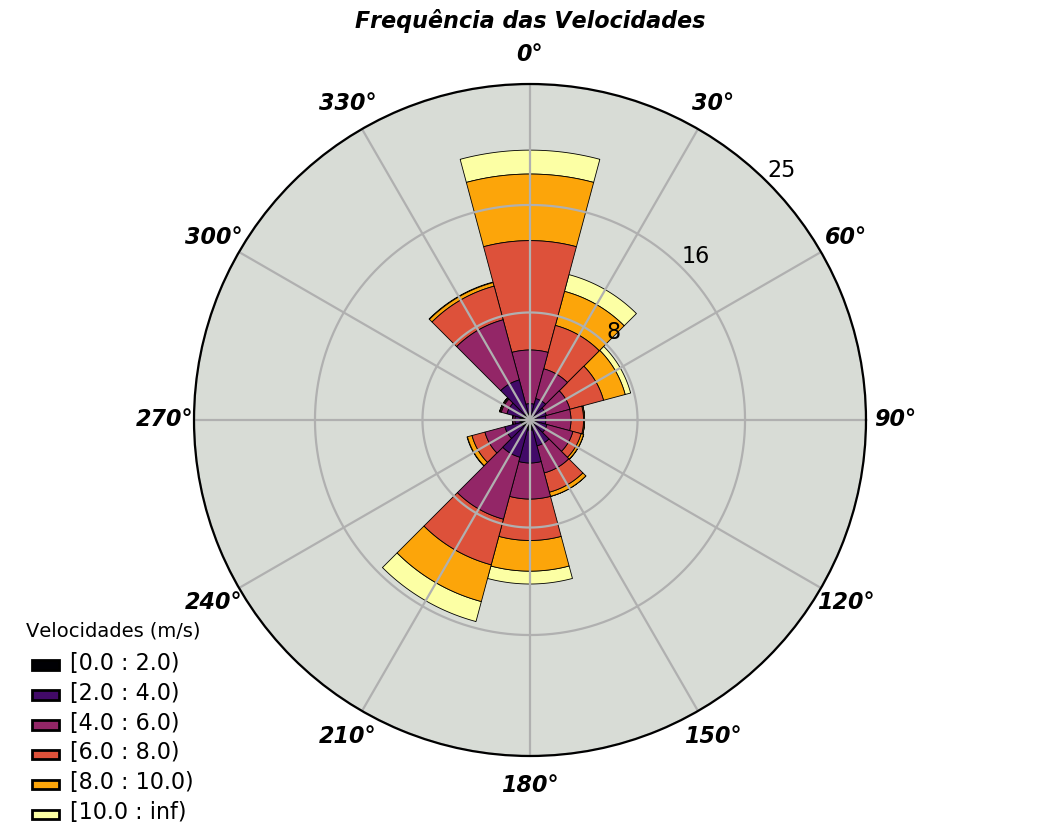 Frequência das Velocidades
0°
330°
30°
25
300°
60°
16
8
270°
90°
240°
120°
210°
150°
180°
Velocidades (m/s)
[0.0 : 2.0)
[2.0 : 4.0)
[4.0 : 6.0)
[6.0 : 8.0)
[8.0 : 10.0)
[10.0 : inf)